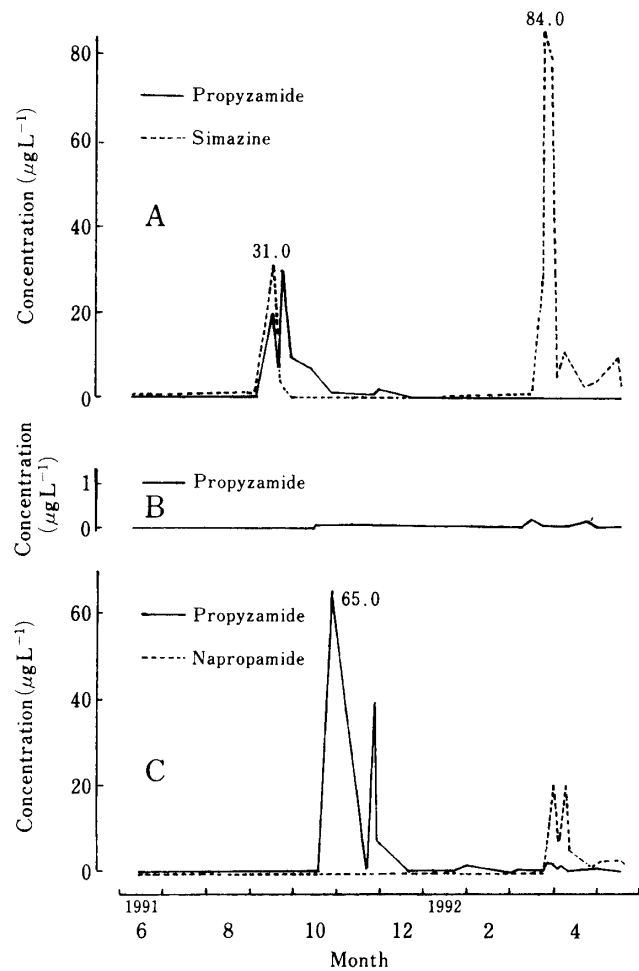 84.0
80
60
40
20
0
Concentration (μg L⁻¹)
Propyzamide
Simazine
A
31.0
Concentration
(μg L⁻¹)
1
0
Propyzamide
B
Concentration (μg L⁻¹)
60
40
20
0
Propyzamide
Napropamide
65.0
C
1991 1992
6 8 10 12 2 4
Month